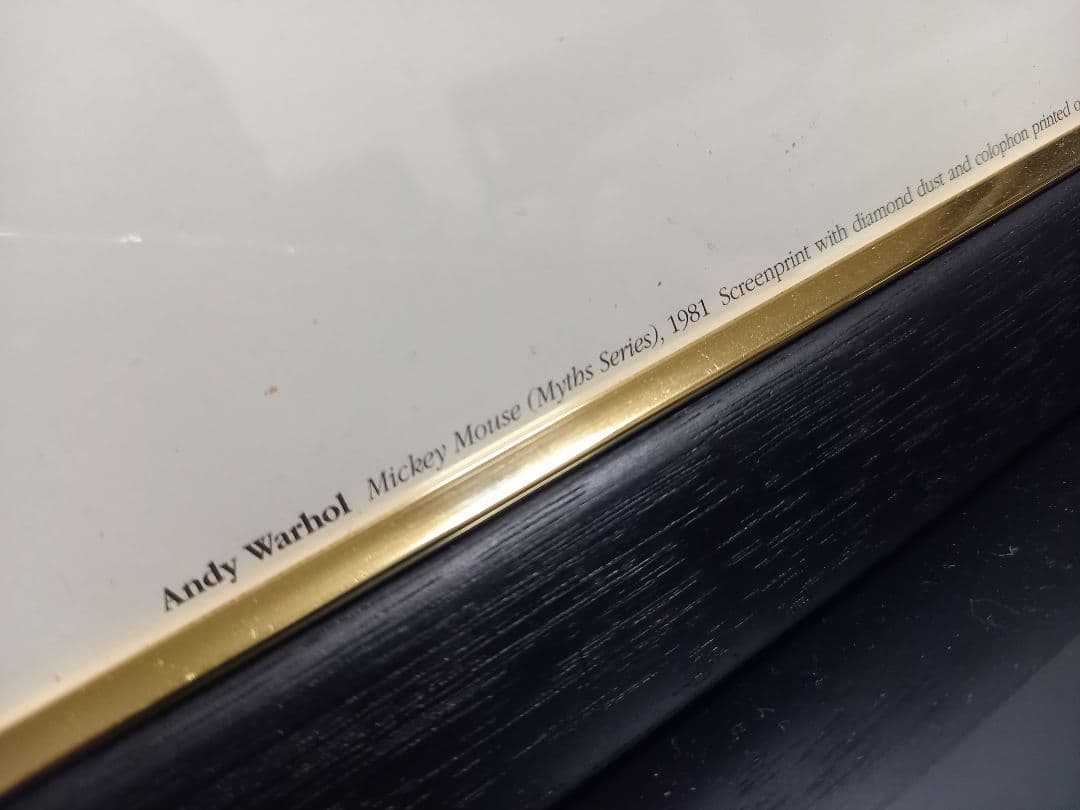 Andy Warhol Mickey Mouse (Myths Series), 1981 Screenprint with diamond dust and colophon printed